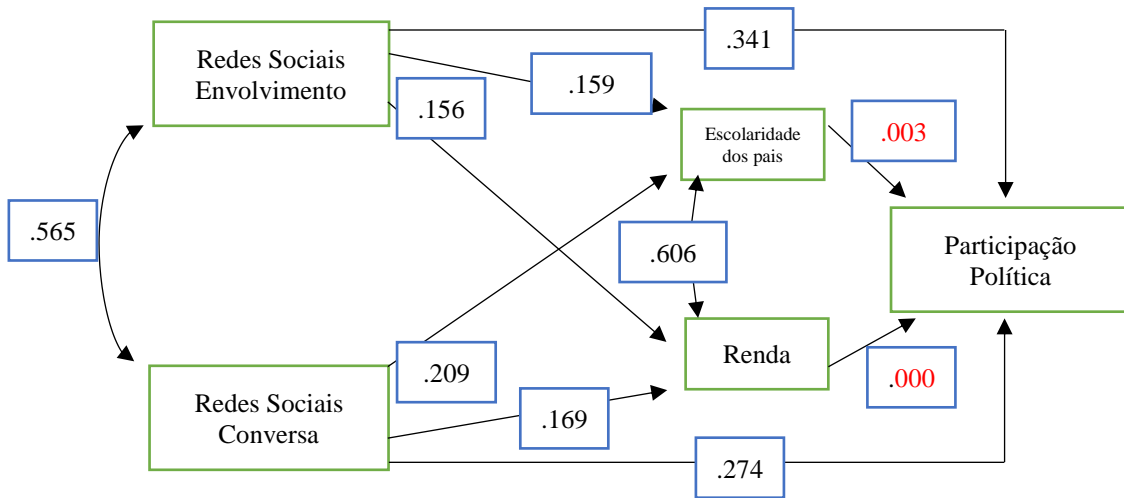 .341
Redes Sociais
Envolvimento
.159
.156
Escolaridade
dos pais
.003
.565
.606
Participação
Política
Renda
.209
.000
Redes Sociais
Conversa
.169
.274